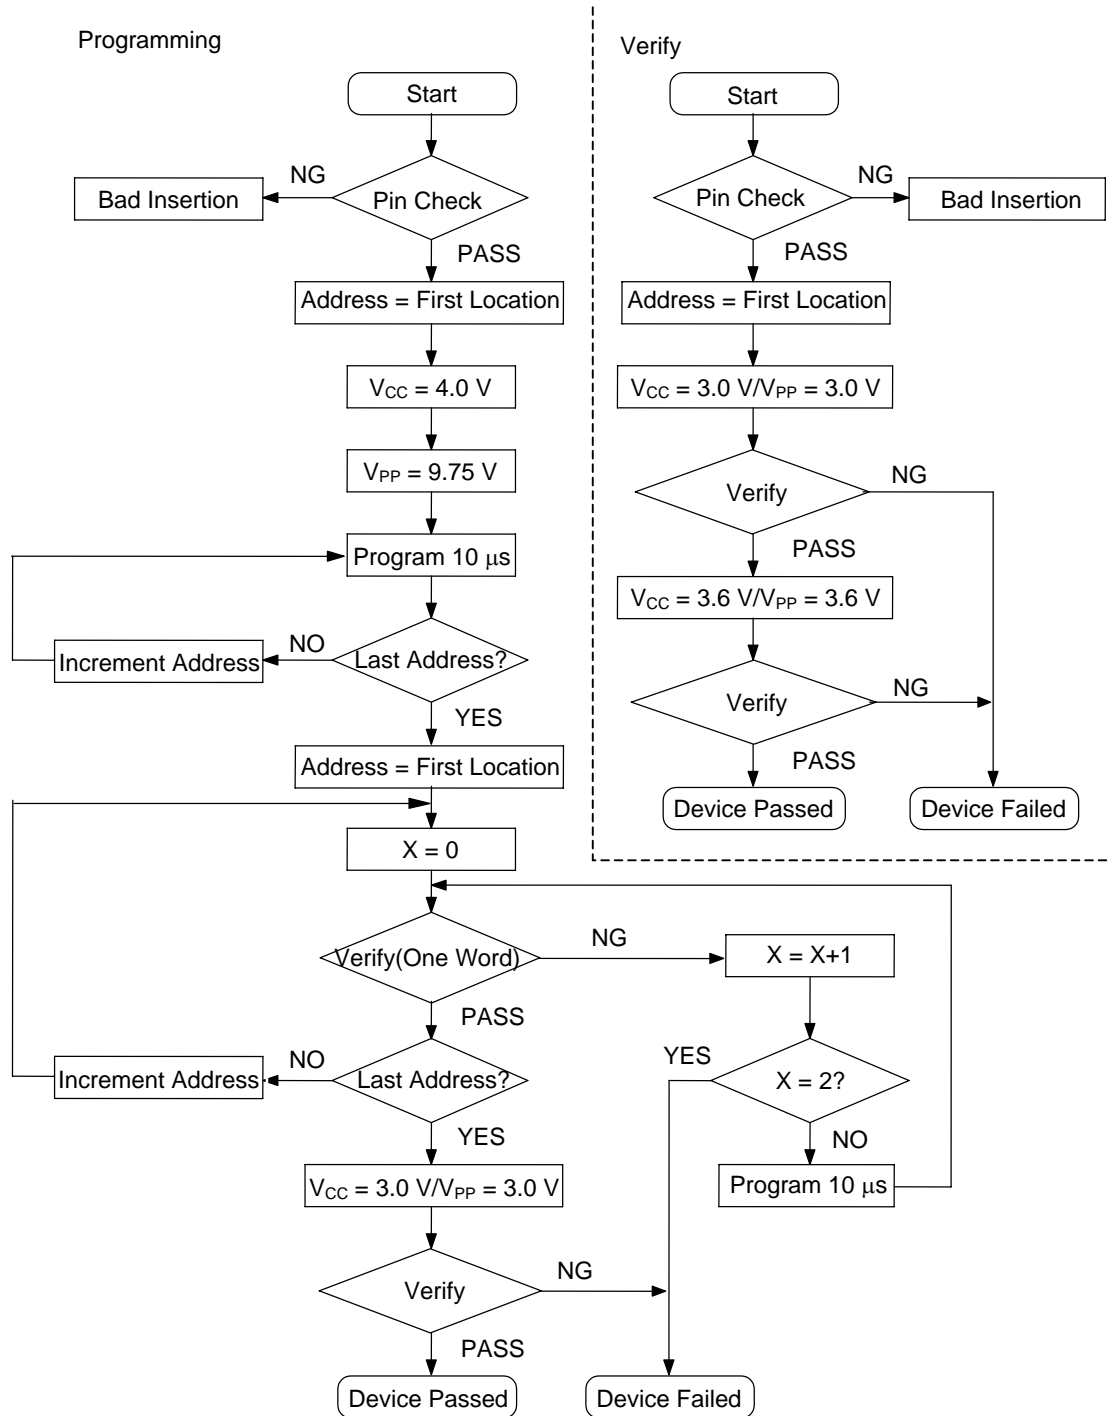 Programming
Start
NG
Bad Insertion
Pin Check
PASS
Address = First Location
VCC = 4.0 V
VPP = 9.75 V
Program 10 μs
NO
Increment Address
Last Address?
YES
Address = First Location
X = 0
Verify(One Word)
NG
X = X+1
PASS
NO
Increment Address
Last Address?
YES
X = 2?
YES
NO
VCC = 3.0 V/VPP = 3.0 V
Program 10 μs
Verify
NG
PASS
Device Passed
Device Failed
Verify
Start
Pin Check
NG
Bad Insertion
PASS
Address = First Location
VCC = 3.0 V/VPP = 3.0 V
Verify
NG
PASS
VCC = 3.6 V/VPP = 3.6 V
Verify
NG
PASS
Device Passed
Device Failed